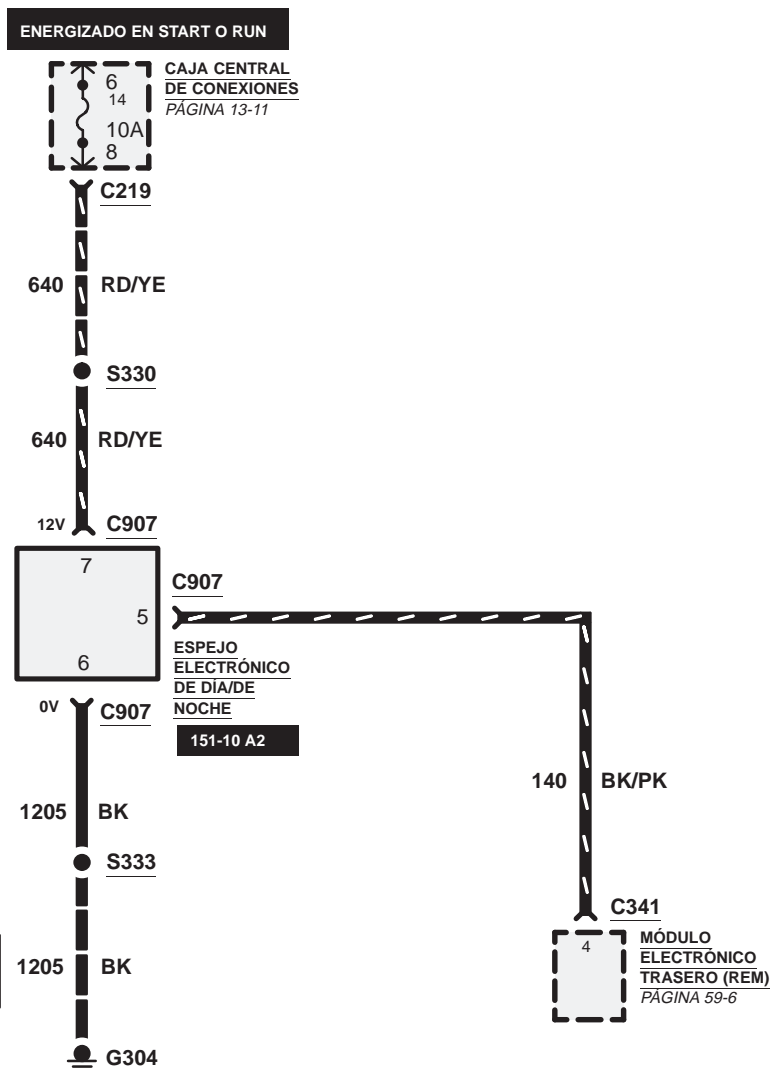 ENERGIZADO EN START O RUN
CAJA CENTRAL
DE CONEXIONES
PÁGINA 13-11
6
14
10A
8
C219
640 RD/YE
S330
640 RD/YE
12V C907
7
C907
5
6
ESPEJO
ELECTRÓNICO
DE DÍA/DE
NOCHE
151-10 A2
0V C907
140 BK/PK
1205 BK
S333
C341
4
MÓDULO
ELECTRÓNICO
TRASERO (REM)
PÁGINA 59-6
1205 BK
G304